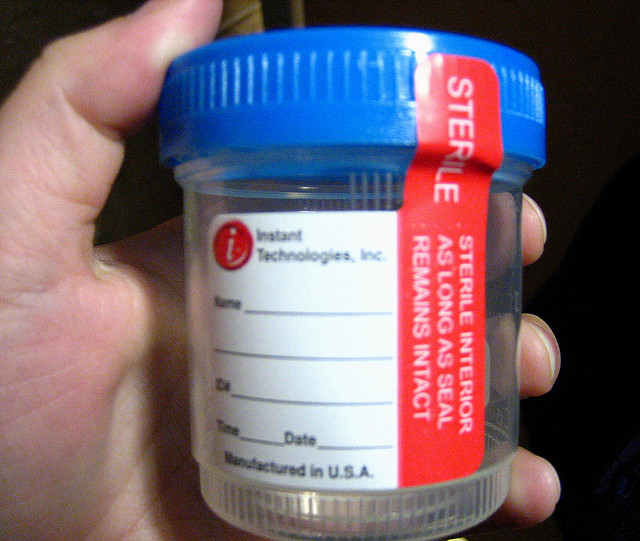 i
Instant
Technologies, Inc.
Name
ID#
Time Date
Manufactured in U.S.A.
STERILE
STERILE INTERIOR
AS LONG AS SEAL
REMAINS INTACT